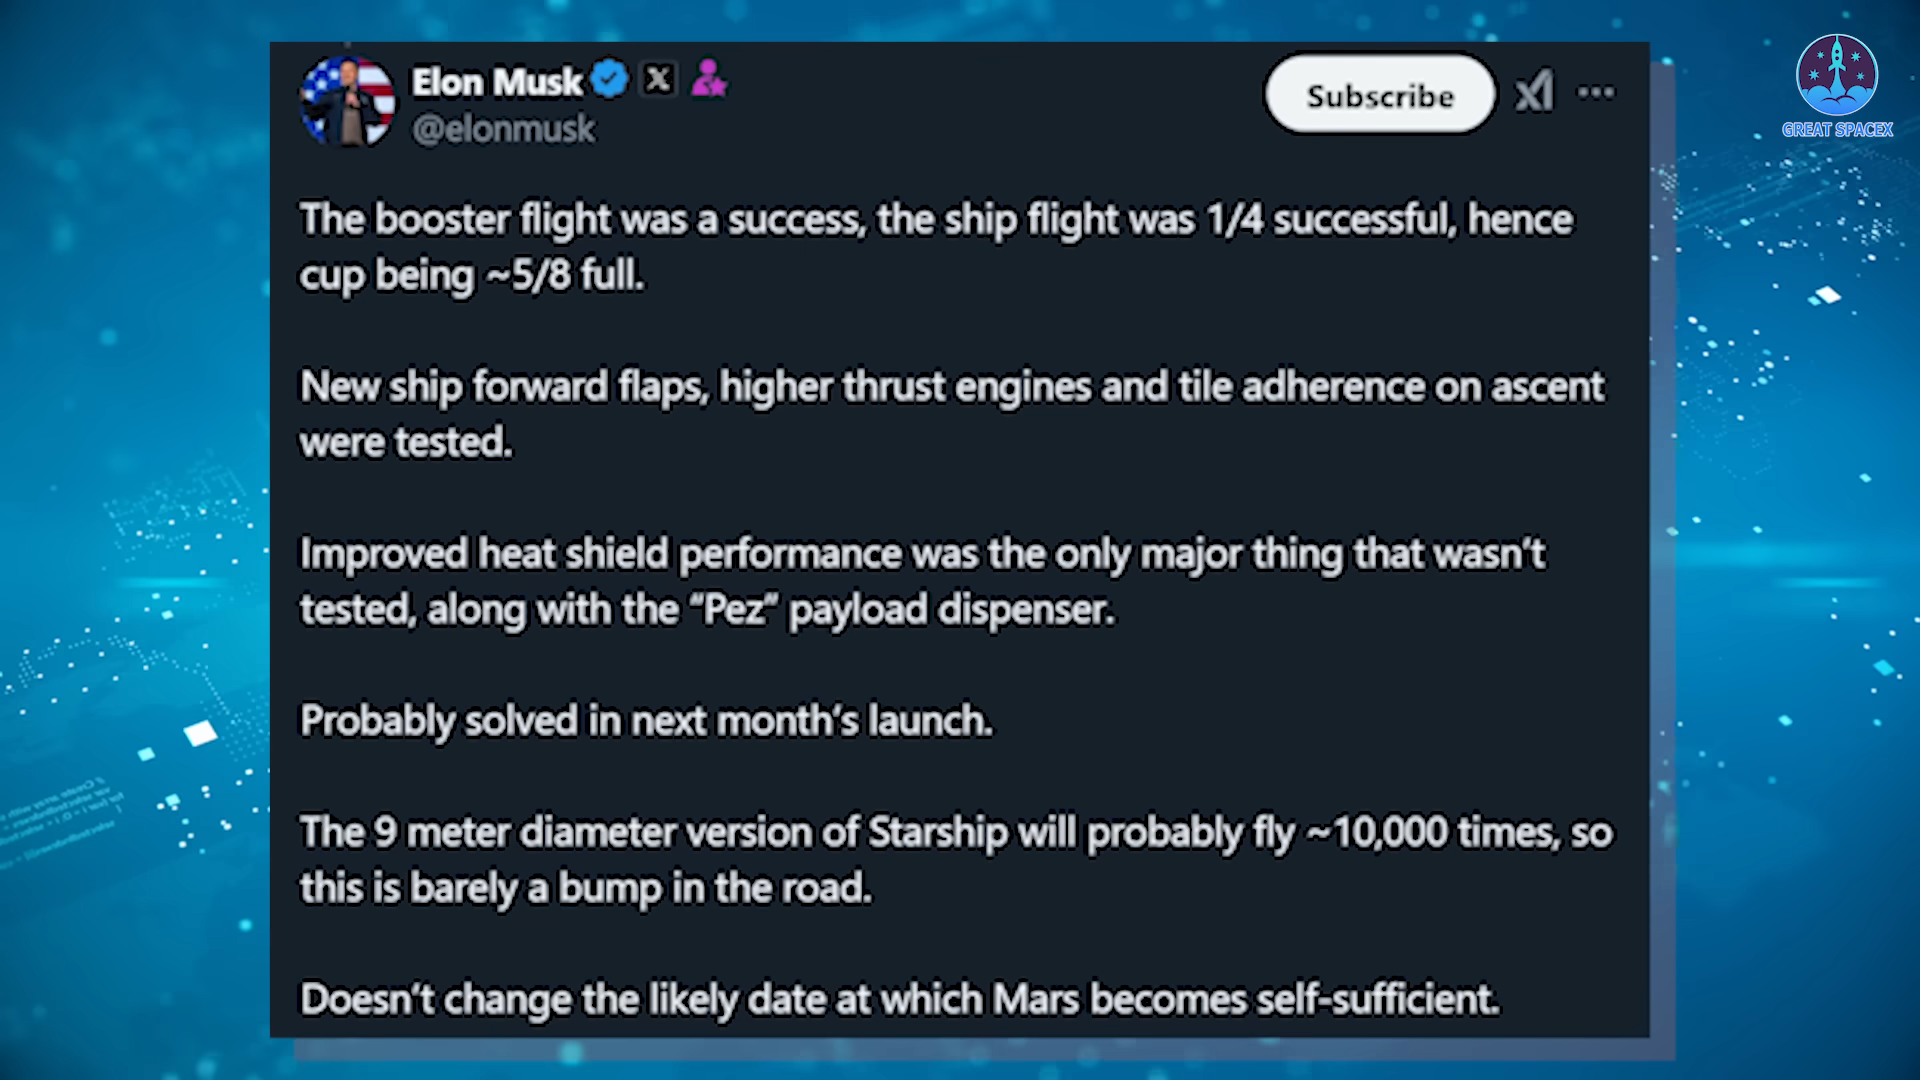 Elon Musk
@elonmusk
Subscribe
GREAT SPACEX
The booster flight was a success, the ship flight was 1/4 successful, hence
cup being ~5/8 full.
New ship forward flaps, higher thrust engines and tile adherence on ascent
were tested.
Improved heat shield performance was the only major thing that wasn't
tested, along with the “Pez” payload dispenser.
Probably solved in next month's launch.
The 9 meter diameter version of Starship will probably fly ~10,000 times, so
this is barely a bump in the road.
Doesn't change the likely date at which Mars becomes self-sufficient.